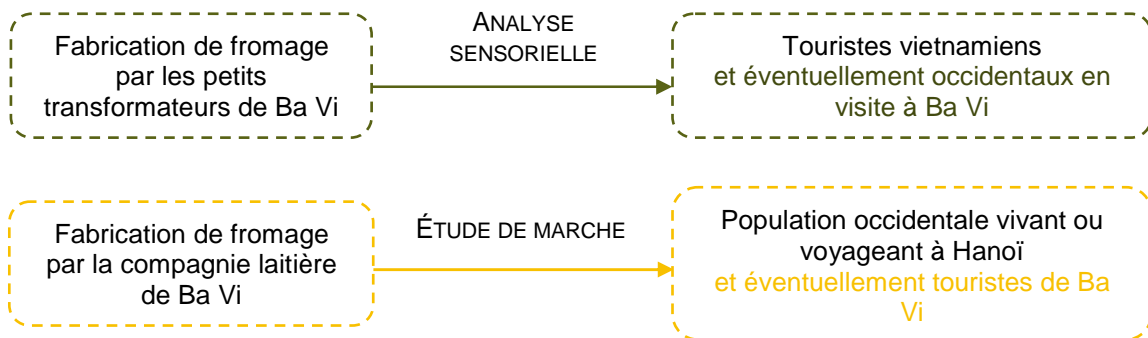 Fabrication de fromage
par les petits
transformateurs de Ba Vi
ANALYSE
SENSORIELLE
Touristes vietnamiens
et éventuellement occidentaux en
visite à Ba Vi
Fabrication de fromage
par la compagnie laitière
de Ba Vi
ÉTUDE DE MARCHE
Population occidentale vivant ou
voyageant à Hanoï
et éventuellement touristes de Ba
Vi